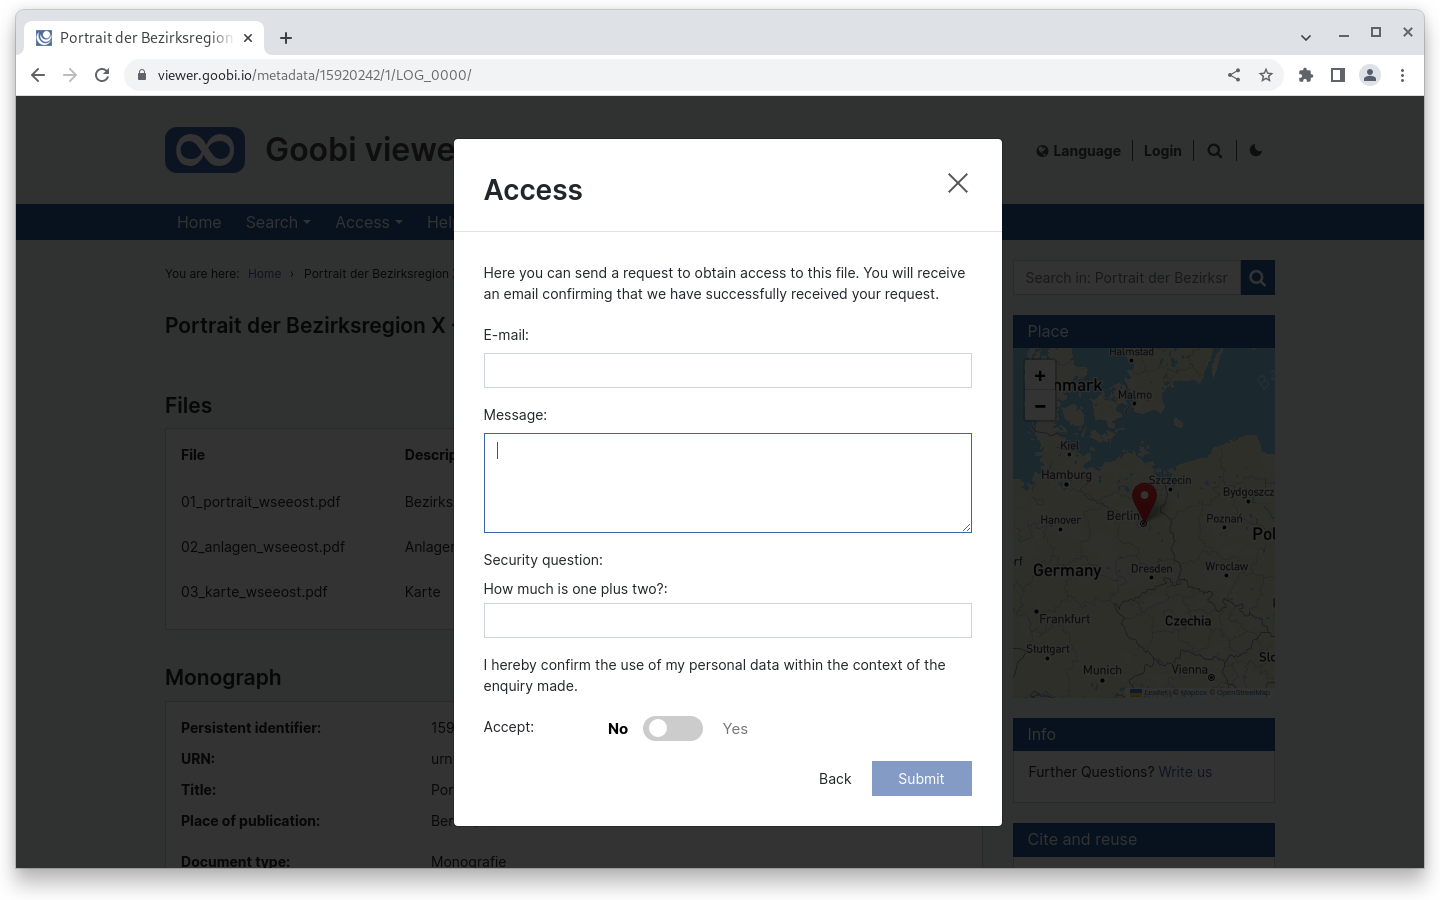 Portrait der Bezirksregion
viewer.goobi.io/metadata/15920242/1/LOG_0000/
Goobi viewe
Language
Login
Home
Search
Access
Hel
You are here: Home › Portrait der Bezirksregion
Search in: Portrait der Bezirksr
Portrait der Bezirksregion X
Files
File
Descrip
01_portrait_wseeost.pdf
Bezirks
02_anlagen_wseeost.pdf
Anlagen
03_karte_wseeost.pdf
Karte
Monograph
Persistent identifier:
159
URN:
urn
Title:
Por
Place of publication:
Ber
Document type:
Monografie
Access
Here you can send a request to obtain access to this file. You will receive
an email confirming that we have successfully received your request.
E-mail:
Message:
Security question:
How much is one plus two?:
I hereby confirm the use of my personal data within the context of the
enquiry made.
Accept:
No
Yes
Back
Submit
Place
+
−
Halmstad
nmark
Malmo
Kiel
Hamburg
Szczecin
Bydgoszcz
Hanover
Berlin
Poznań
Pol
rf
Germany
Dresden
Wroclaw
Frankfurt
Czechia
Stuttgart
Slo
Munich
Vienna
Leaflet | © Mapbox © OpenStreetMap
Info
Further Questions? Write us
Cite and reuse